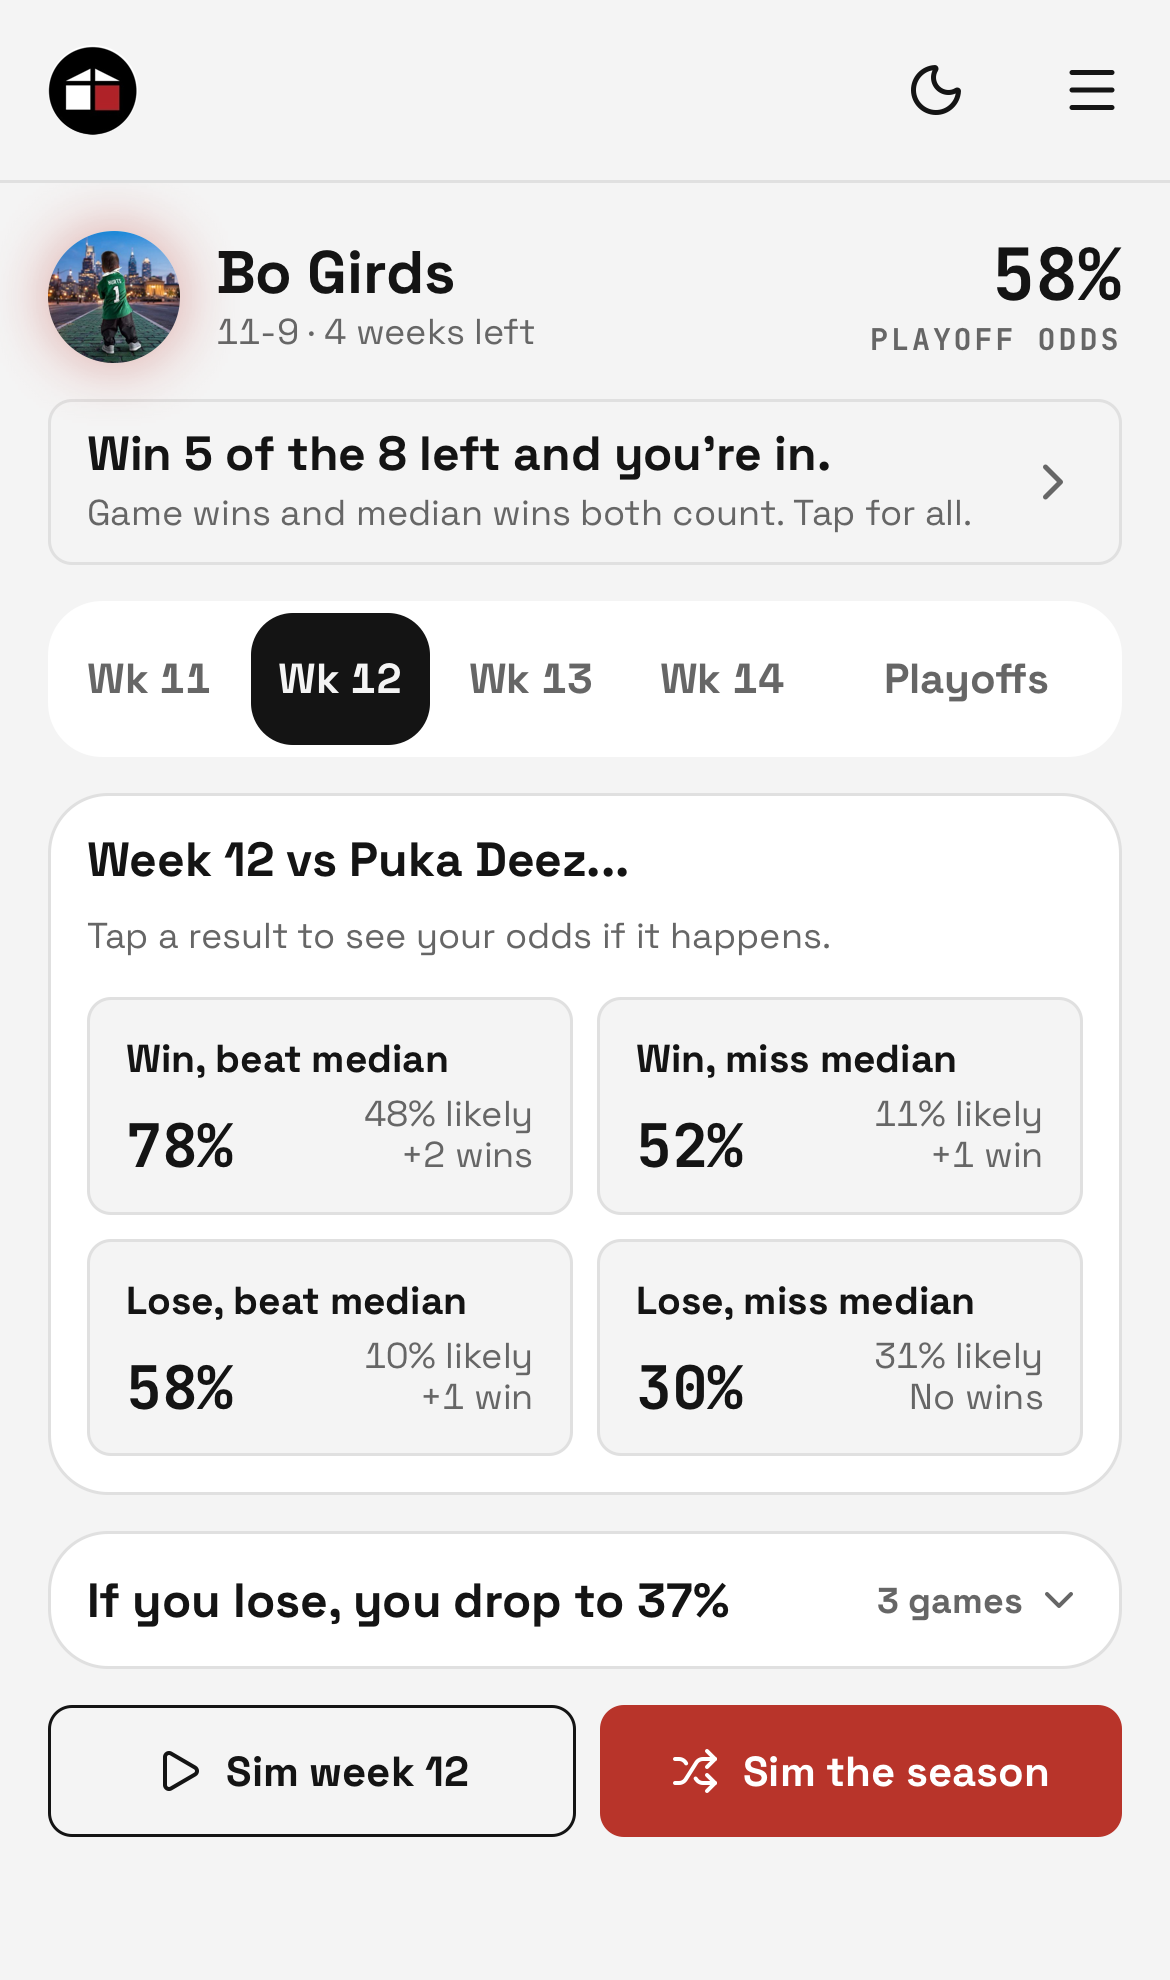 Bo Girds
11-9 · 4 weeks left
58%
PLAYOFF ODDS
Win 5 of the 8 left and you’re in.
Game wins and median wins both count. Tap for all.
Wk 11
Wk 12
Wk 13
Wk 14
Playoffs
Week 12 vs Puka Deez...
Tap a result to see your odds if it happens.
Win, beat median
78%
48% likely
+2 wins
Win, miss median
52%
11% likely
+1 win
Lose, beat median
58%
10% likely
+1 win
Lose, miss median
30%
31% likely
No wins
If you lose, you drop to 37%
3 games
Sim week 12
Sim the season